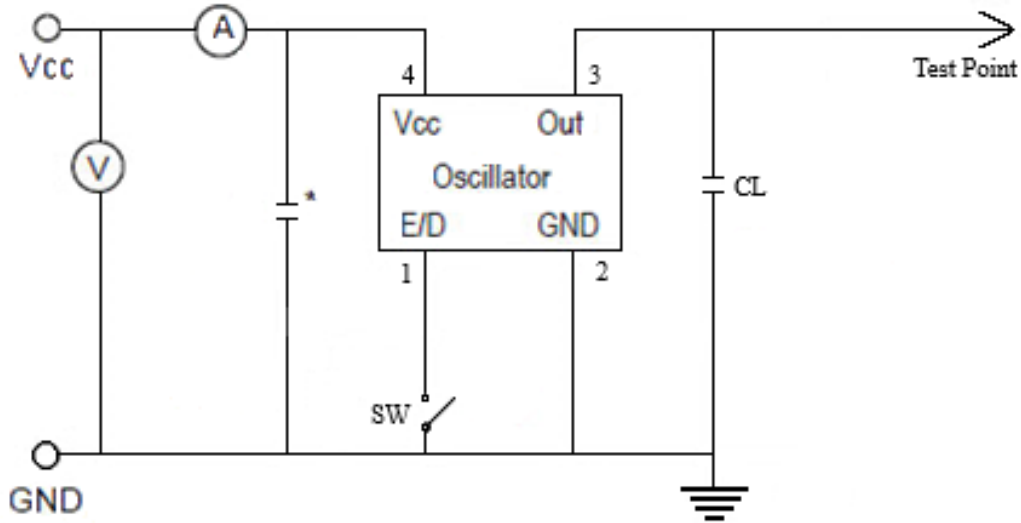 A
Vcc
Test Point
4
3
Vcc
Out
V
Oscillator
*
CL
E/D
GND
1
2
SW
GND